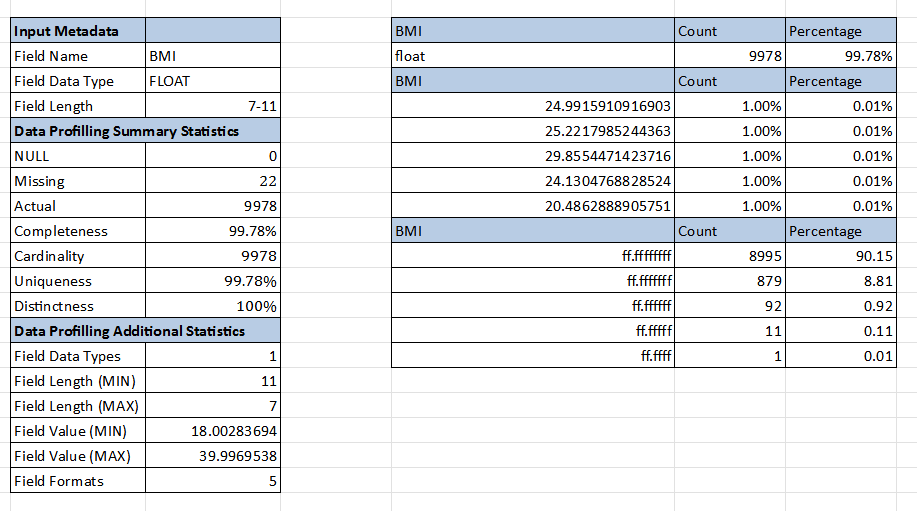 Input Metadata
Field Name BMI
Field Data Type FLOAT
Field Length 7-11
Data Profilling Summary Statistics
NULL 0
Missing 22
Actual 9978
Completeness 99.78%
Cardinality 9978
Uniqueness 99.78%
Distinctness 100%
Data Profilling Additional Statistics
Field Data Types 1
Field Length (MIN) 11
Field Length (MAX) 7
Field Value (MIN) 18.00283694
Field Value (MAX) 39.9969538
Field Formats 5
BMI Count Percentage
float 9978 99.78%
BMI Count Percentage
24.9915910916903 1.00% 0.01%
25.2217985244363 1.00% 0.01%
29.8554471423716 1.00% 0.01%
24.1304768828524 1.00% 0.01%
20.4862888905751 1.00% 0.01%
BMI Count Percentage
ff.ffffffff 8995 90.15
ff.fffffff 879 8.81
ff.ffffff 92 0.92
ff.fffff 11 0.11
ff.ffff 1 0.01